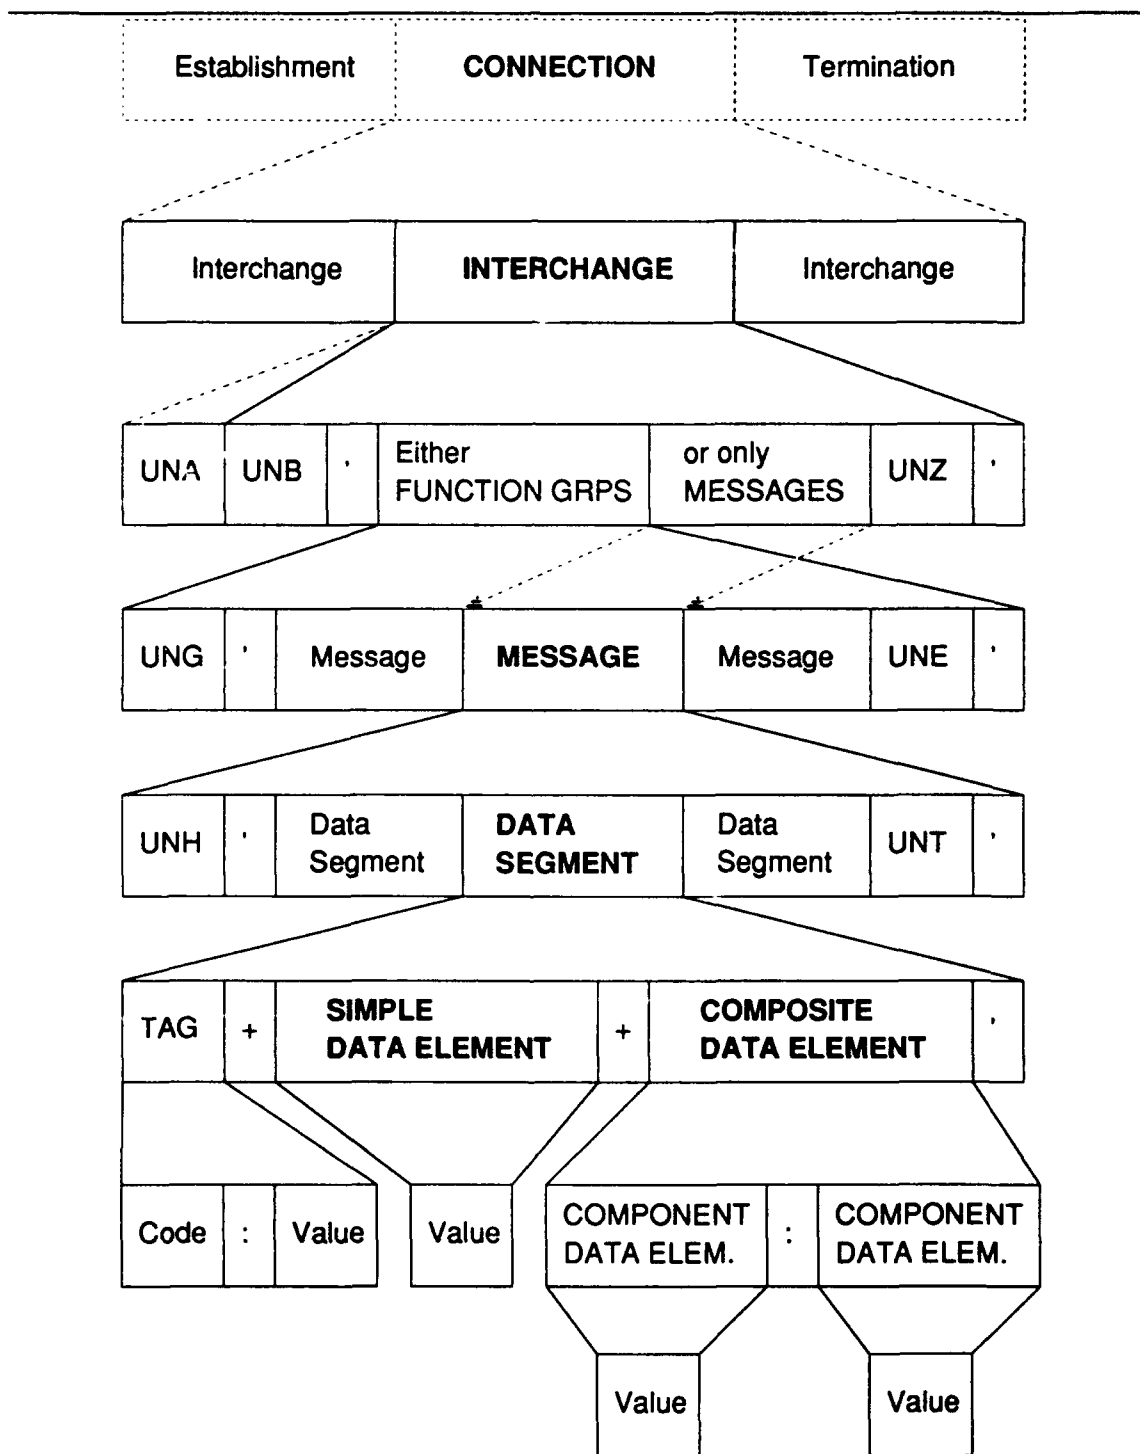 Establishment CONNECTION Termination
Interchange INTERCHANGE Interchange
UNA UNB ' Either FUNCTION GRPS or only MESSAGES UNZ '
UNG ' Message MESSAGE Message UNE '
UNH ' Data Segment DATA SEGMENT Data Segment UNT '
TAG + SIMPLE DATA ELEMENT + COMPOSITE DATA ELEMENT '
Code : Value Value COMPONENT DATA ELEM. : COMPONENT DATA ELEM.
Value Value